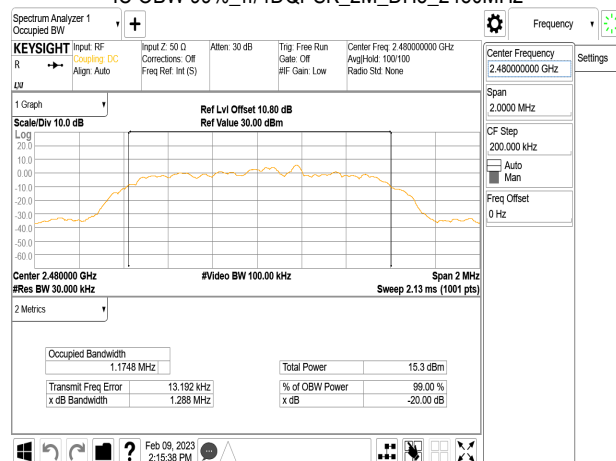 Spectrum Analyzer 1
Occupied BW
Frequency
KEYSIGHT
R
LXI
Input: RF
Coupling: DC
Align: Auto
Input Z: 50 Ω
Corrections: Off
Freq Ref: Int (S)
Atten: 30 dB
Trig: Free Run
Gate: Off
#IF Gain: Low
Center Freq: 2.480000000 GHz
Avg|Hold: 100/100
Radio Std: None
Center Frequency
2.480000000 GHz
Settings
Span
2.0000 MHz
CF Step
200.000 kHz
Auto
Man
Freq Offset
0 Hz
1 Graph
Scale/Div 10.0 dB
Ref Lvl Offset 10.80 dB
Ref Value 30.00 dBm
Log
20.0
10.0
0.00
-10.0
-20.0
-30.0
-40.0
-50.0
-60.0
Center 2.480000 GHz
#Video BW 100.00 kHz
Span 2 MHz
#Res BW 30.000 kHz
Sweep 2.13 ms (1001 pts)
2 Metrics
Occupied Bandwidth
1.1748 MHz
Total Power 15.3 dBm
Transmit Freq Error 13.192 kHz
% of OBW Power 99.00 %
x dB Bandwidth 1.288 MHz
x dB -20.00 dB
?
Feb 09, 2023
2:15:38 PM